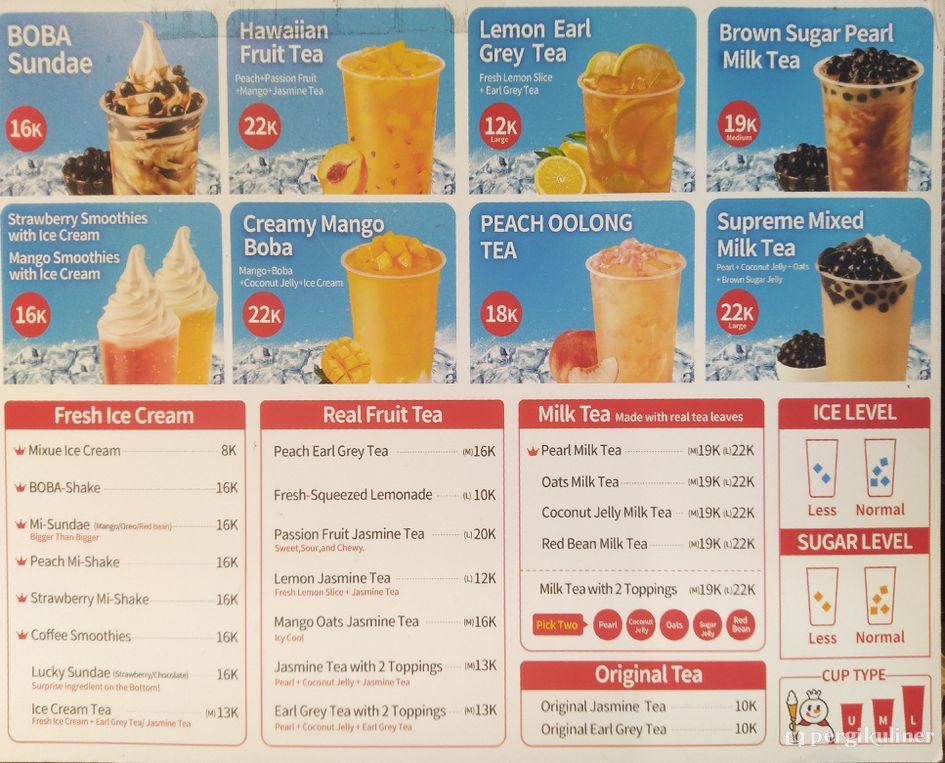 BOBA
Sundae
16K
Hawaiian
Fruit Tea
Peach+Passion Fruit
+Mango+Jasmine Tea
22K
Lemon Earl
Grey Tea
Fresh Lemon Slice
+ Earl Grey Tea
12K
Large
Brown Sugar Pearl
Milk Tea
19K
Medium
Strawberry Smoothies
with Ice Cream
Mango Smoothies
with Ice Cream
16K
Creamy Mango
Boba
Mango+Boba
+Coconut Jelly+Ice Cream
22K
PEACH OOLONG
TEA
18K
Supreme Mixed
Milk Tea
Pearl + Coconut Jelly + Oats
+ Brown Sugar Jelly
22K
Large
Fresh Ice Cream
Mixue Ice Cream 8K
BOBA-Shake 16K
Mi-Sundae (Mango/Oreo/Red bean) 16K
Bigger Than Bigger
Peach Mi-Shake 16K
Strawberry Mi-Shake 16K
Coffee Smoothies 16K
Lucky Sundae (Strawberry/Chocolate) 16K
Surprise ingredient on the Bottom!
Ice Cream Tea (M) 13K
Fresh Ice Cream + Earl Grey Tea/ Jasmine Tea
Real Fruit Tea
Peach Earl Grey Tea (M) 16K
Fresh-Squeezed Lemonade (L) 10K
Passion Fruit Jasmine Tea (L) 20K
Sweet,Sour,and Chewy.
Lemon Jasmine Tea (L) 12K
Fresh Lemon Slice + Jasmine Tea
Mango Oats Jasmine Tea (M) 16K
Icy Cool
Jasmine Tea with 2 Toppings (M) 13K
Pearl + Coconut Jelly + Jasmine Tea
Earl Grey Tea with 2 Toppings (M) 13K
Pearl + Coconut Jelly + Earl Grey Tea
Milk Tea Made with real tea leaves
Pearl Milk Tea (M) 19K (L) 22K
Oats Milk Tea (M) 19K (L) 22K
Coconut Jelly Milk Tea (M) 19K (L) 22K
Red Bean Milk Tea (M) 19K (L) 22K
Milk Tea with 2 Toppings (M) 19K (L) 22K
Pick Two Pearl Coconut Jelly Oats Sugar Jelly Red Bean
Original Tea
Original Jasmine Tea 10K
Original Earl Grey Tea 10K
ICE LEVEL
Less Normal
SUGAR LEVEL
Less Normal
CUP TYPE
U M L
pergikuliner